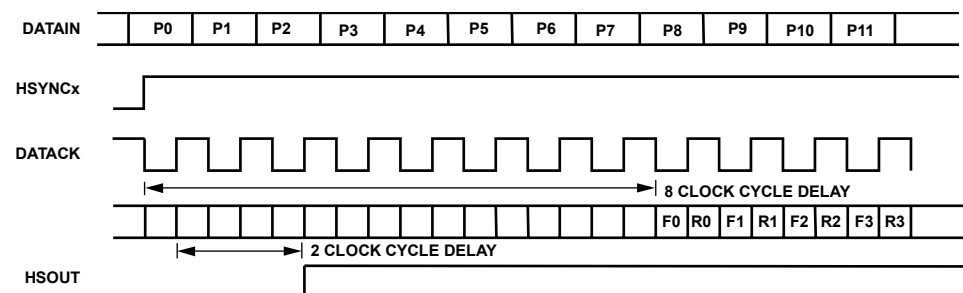 DATAIN P0 P1 P2 P3 P4 P5 P6 P7 P8 P9 P10 P11
HSYNCx
DATACK
8 CLOCK CYCLE DELAY
F0 R0 F1 R1 F2 R2 F3 R3
2 CLOCK CYCLE DELAY
HSOUT